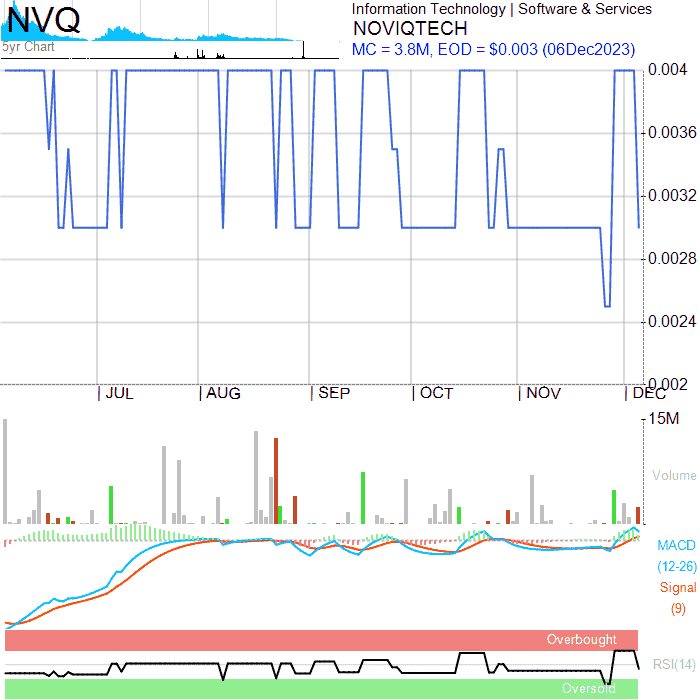 NVQ
Information Technology | Software & Services
NOVIQTECH
MC = 3.8M, EOD = $0.003 (06Dec2023)
5yr Chart
0.004
0.0036
0.0032
0.0028
0.0024
0.002
| JUL | AUG | SEP | OCT | NOV | DEC
15M
Volume
MACD
(12-26)
Signal
(9)
Overbought
RSI(14)
Oversold